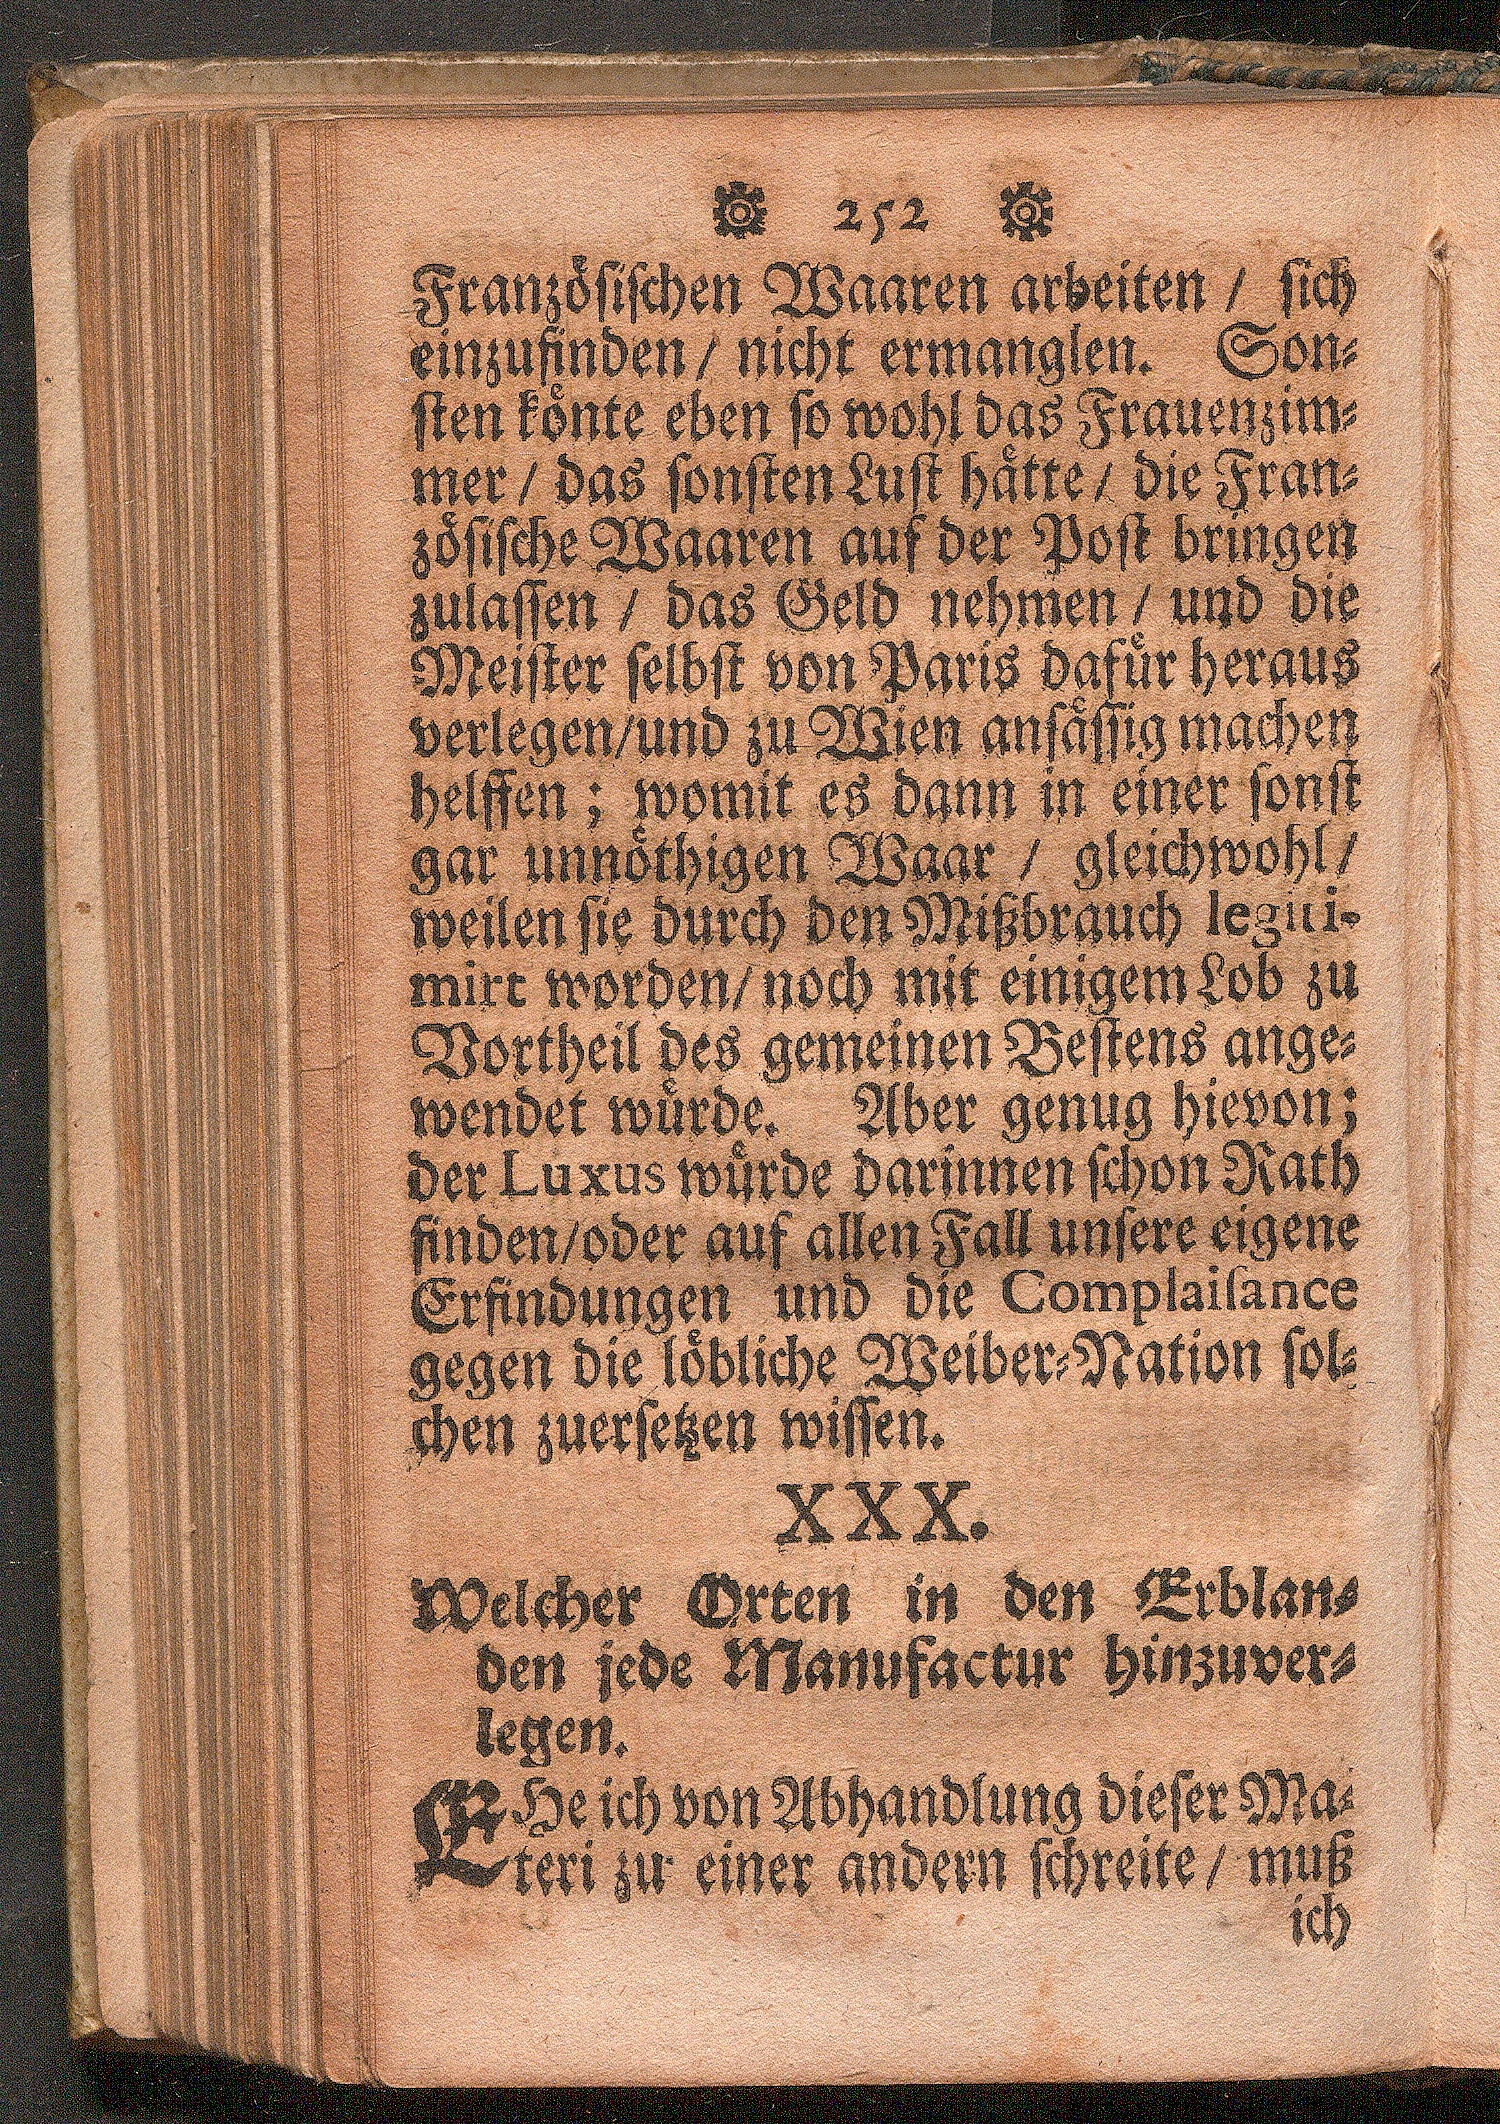 252
Franzöſiſchen Waaren arbeiten / ſich
einzufinden / nicht ermanglen. Son-
ſten könte eben ſo wohl das Frauenzim-
mer / das ſonſten Luſt hätte / die Fran-
zöſiſche Waaren auf der Poſt bringen
zulaſſen / das Geld nehmen / und die
Meiſter ſelbſt von Paris dafür heraus
verlegen/und zu Wien anſäſſig machen
helffen ; womit es dann in einer ſonſt
gar unnöthigen Waar / gleichwohl /
weilen ſie durch den Mißbrauch legiti-
mirt worden/ noch mit einigem Lob zu
Vortheil des gemeinen Beſtens ange-
wendet würde. Aber genug hievon;
der Luxus würde darinnen ſchon Rath
finden/oder auf allen Fall unſere eigene
Erfindungen und die Complaiſance
gegen die löbliche Weiber-Nation ſol-
chen zuerſetzen wiſſen.
XXX.
Welcher Orten in den Erblan-
den jede Manufactur hinzuver-
legen.
EHe ich von Abhandlung dieſer Ma-
teri zu einer andern ſchreite / muß
ich